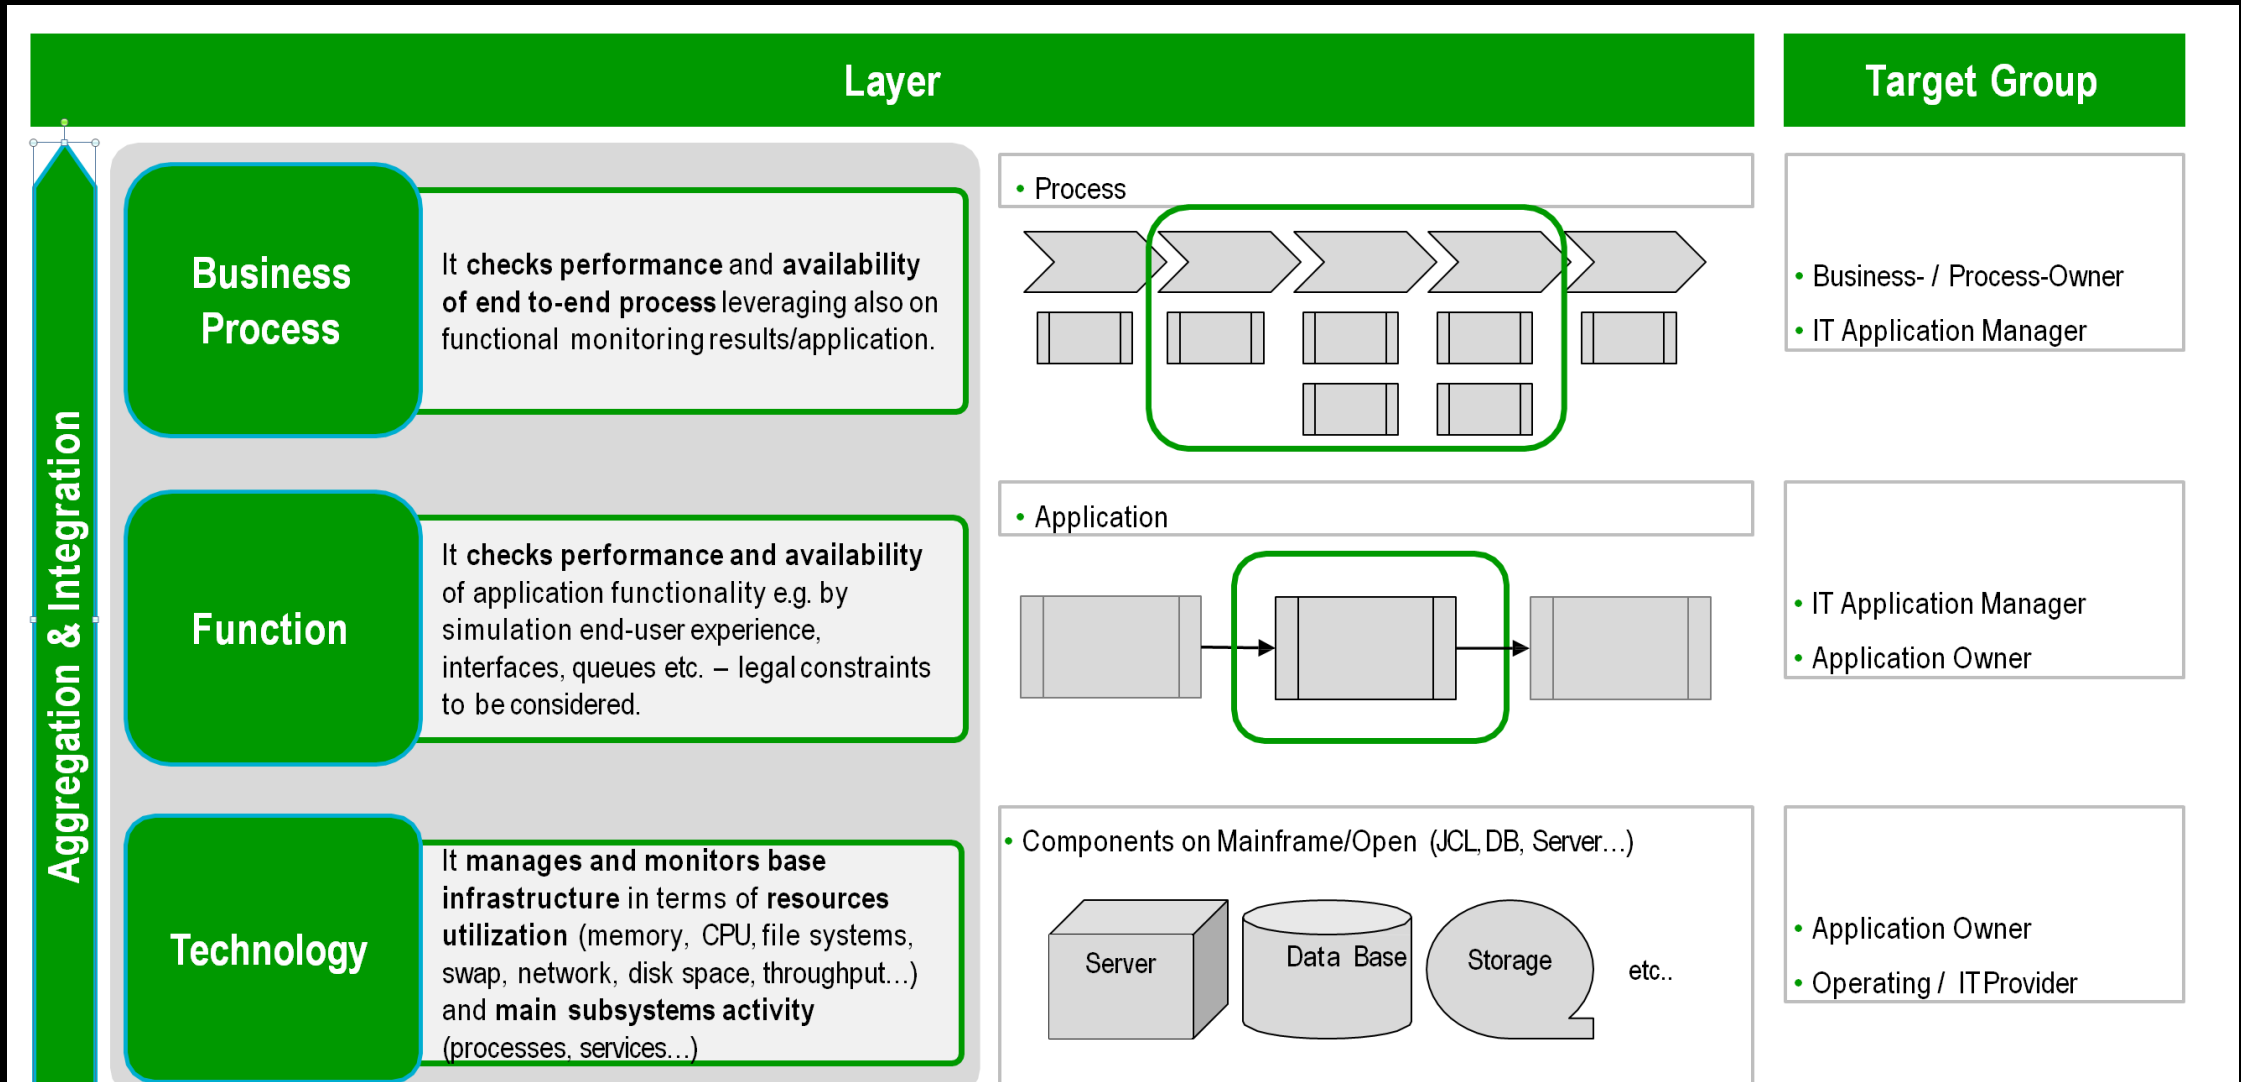 Layer
Target Group
Aggregation & Integration
Business
Process
It checks performance and availability
of end to-end process leveraging also on
functional monitoring results/application.
• Process
• Business- / Process-Owner
• IT Application Manager
Function
It checks performance and availability
of application functionality e.g. by
simulation end-user experience,
interfaces, queues etc. – legal constraints
to be considered.
• Application
• IT Application Manager
• Application Owner
Technology
It manages and monitors base
infrastructure in terms of resources
utilization (memory, CPU, file systems,
swap, network, disk space, throughput...)
and main subsystems activity
(processes, services...)
• Components on Mainframe/Open (JCL, DB, Server...)
Server
Data Base
Storage
etc..
• Application Owner
• Operating / IT Provider